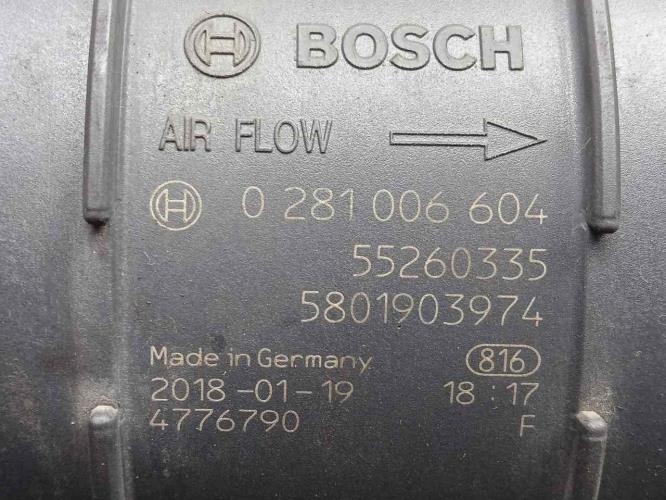 BOSCH
AIR FLOW
0 281 006 604
55260335
5801903974
Made in Germany 816
2018-01-19 18:17
4776790 F